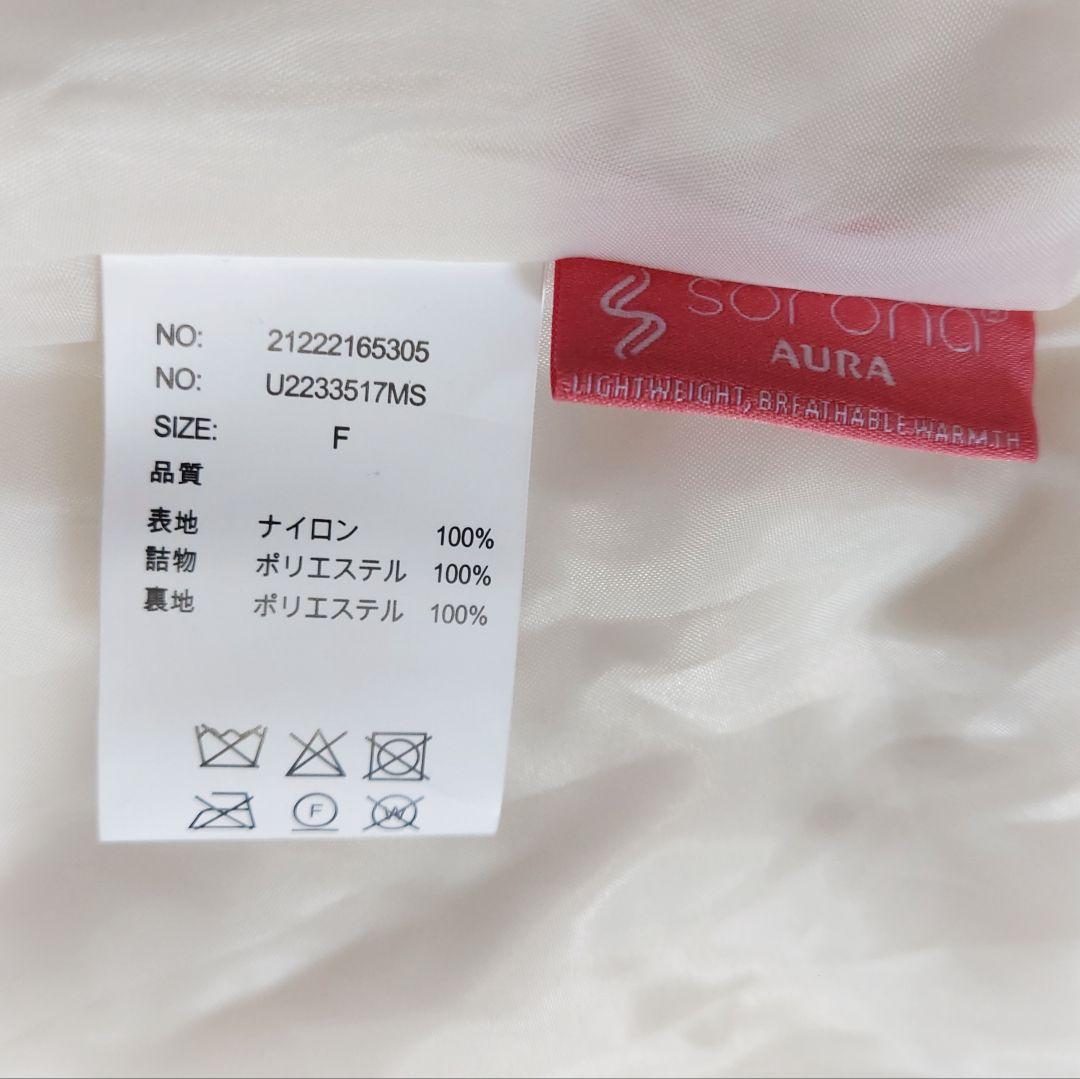 NO: 21222165305
NO: U2233517MS
SIZE: F
品質
表地 ナイロン 100%
詰物 ポリエステル 100%
裏地 ポリエステル 100%
F
W
sorona®
AURA
LIGHTWEIGHT, BREATHABLE WARMTH